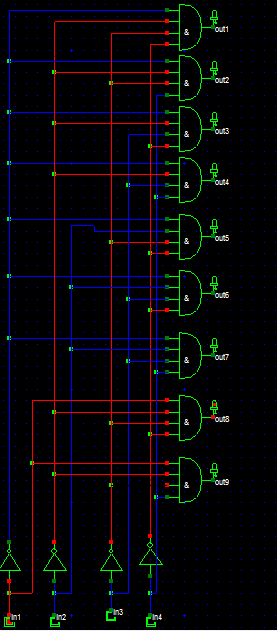 &
out1
&
out2
&
out3
&
out4
&
out5
&
out6
&
out7
&
out8
&
out9
In1 In2 In3 In4